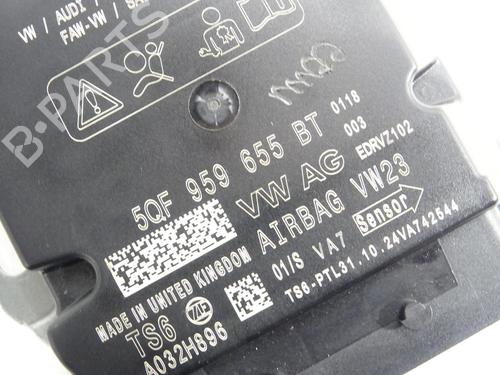 VW / AUDI /
FAW-VW /
B-PARTS
5QF 959 655 BT 0118
003
VW AG EDRVZ102
AIRBAG VW23
Sensor
MADE IN UNITED KINGDOM
01/S VA7
TS6
TS6-PTL31.10.24VA742544
A032H896